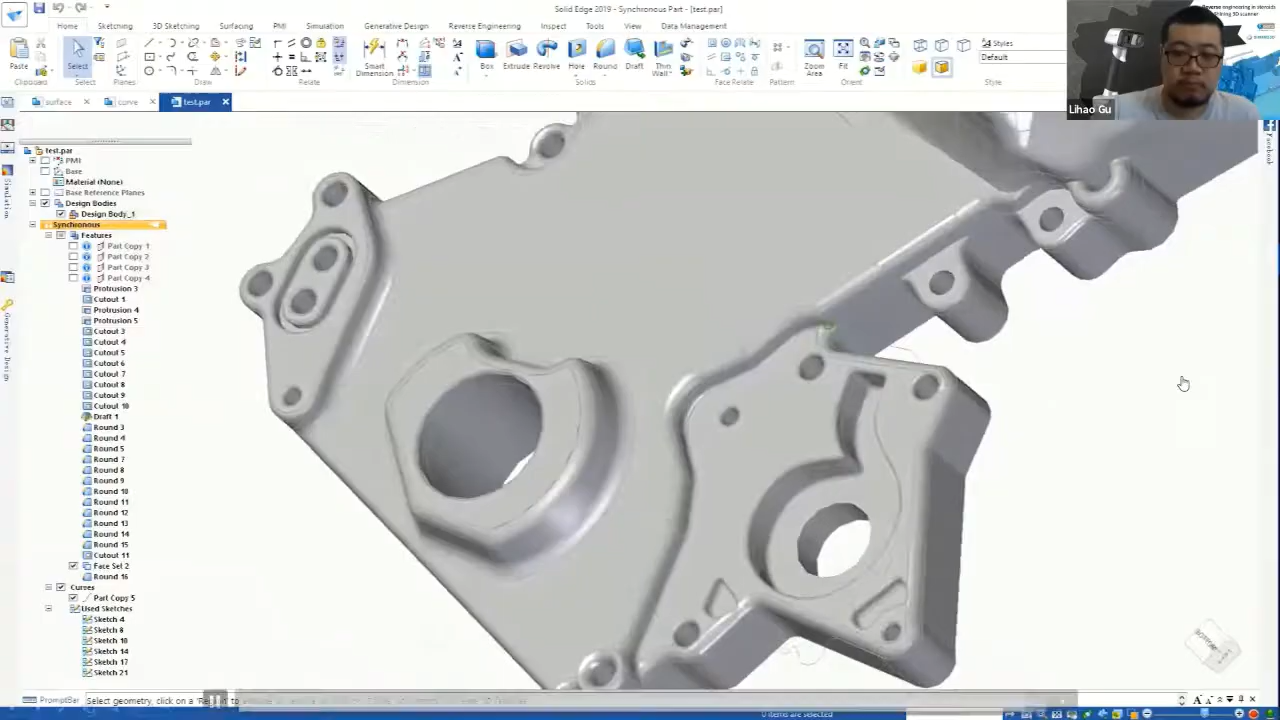 Solid Edge 2019 - Synchronous Part - [test.par]
Home
Sketching
3D Sketching
Surfacing
PMI
Simulation
Generative Design
Reverse Engineering
Inspect
Tools
View
Data Management
Paste
Select
Smart Dimension
Box
Extrude
Revolve
Hole
Round
Draft
Thin Wall
Zoom Area
Fit
Styles
Default
Clipboard
Select
Planes
Draw
Relate
Dimension
Solids
Face Relate
Pattern
Orient
Style
Lihao Gu
surface
curve
test.par
test.par
PMI
Base
Material (None)
Base Reference Planes
Design Bodies
Design Body_1
Synchronous
Features
Part Copy 1
Part Copy 2
Part Copy 3
Part Copy 4
Protrusion 3
Cutout 1
Protrusion 4
Protrusion 5
Cutout 3
Cutout 4
Cutout 5
Cutout 6
Cutout 7
Cutout 8
Cutout 9
Cutout 10
Draft 1
Round 3
Round 4
Round 5
Round 7
Round 8
Round 9
Round 10
Round 11
Round 12
Round 13
Round 14
Round 15
Cutout 11
Face Set 2
Round 16
Curves
Part Copy 5
Used Sketches
Sketch 4
Sketch 8
Sketch 10
Sketch 14
Sketch 17
Sketch 21
Simulation
Generative Design
Facebook
PromptBar
Select geometry, click on a
0 items are selected